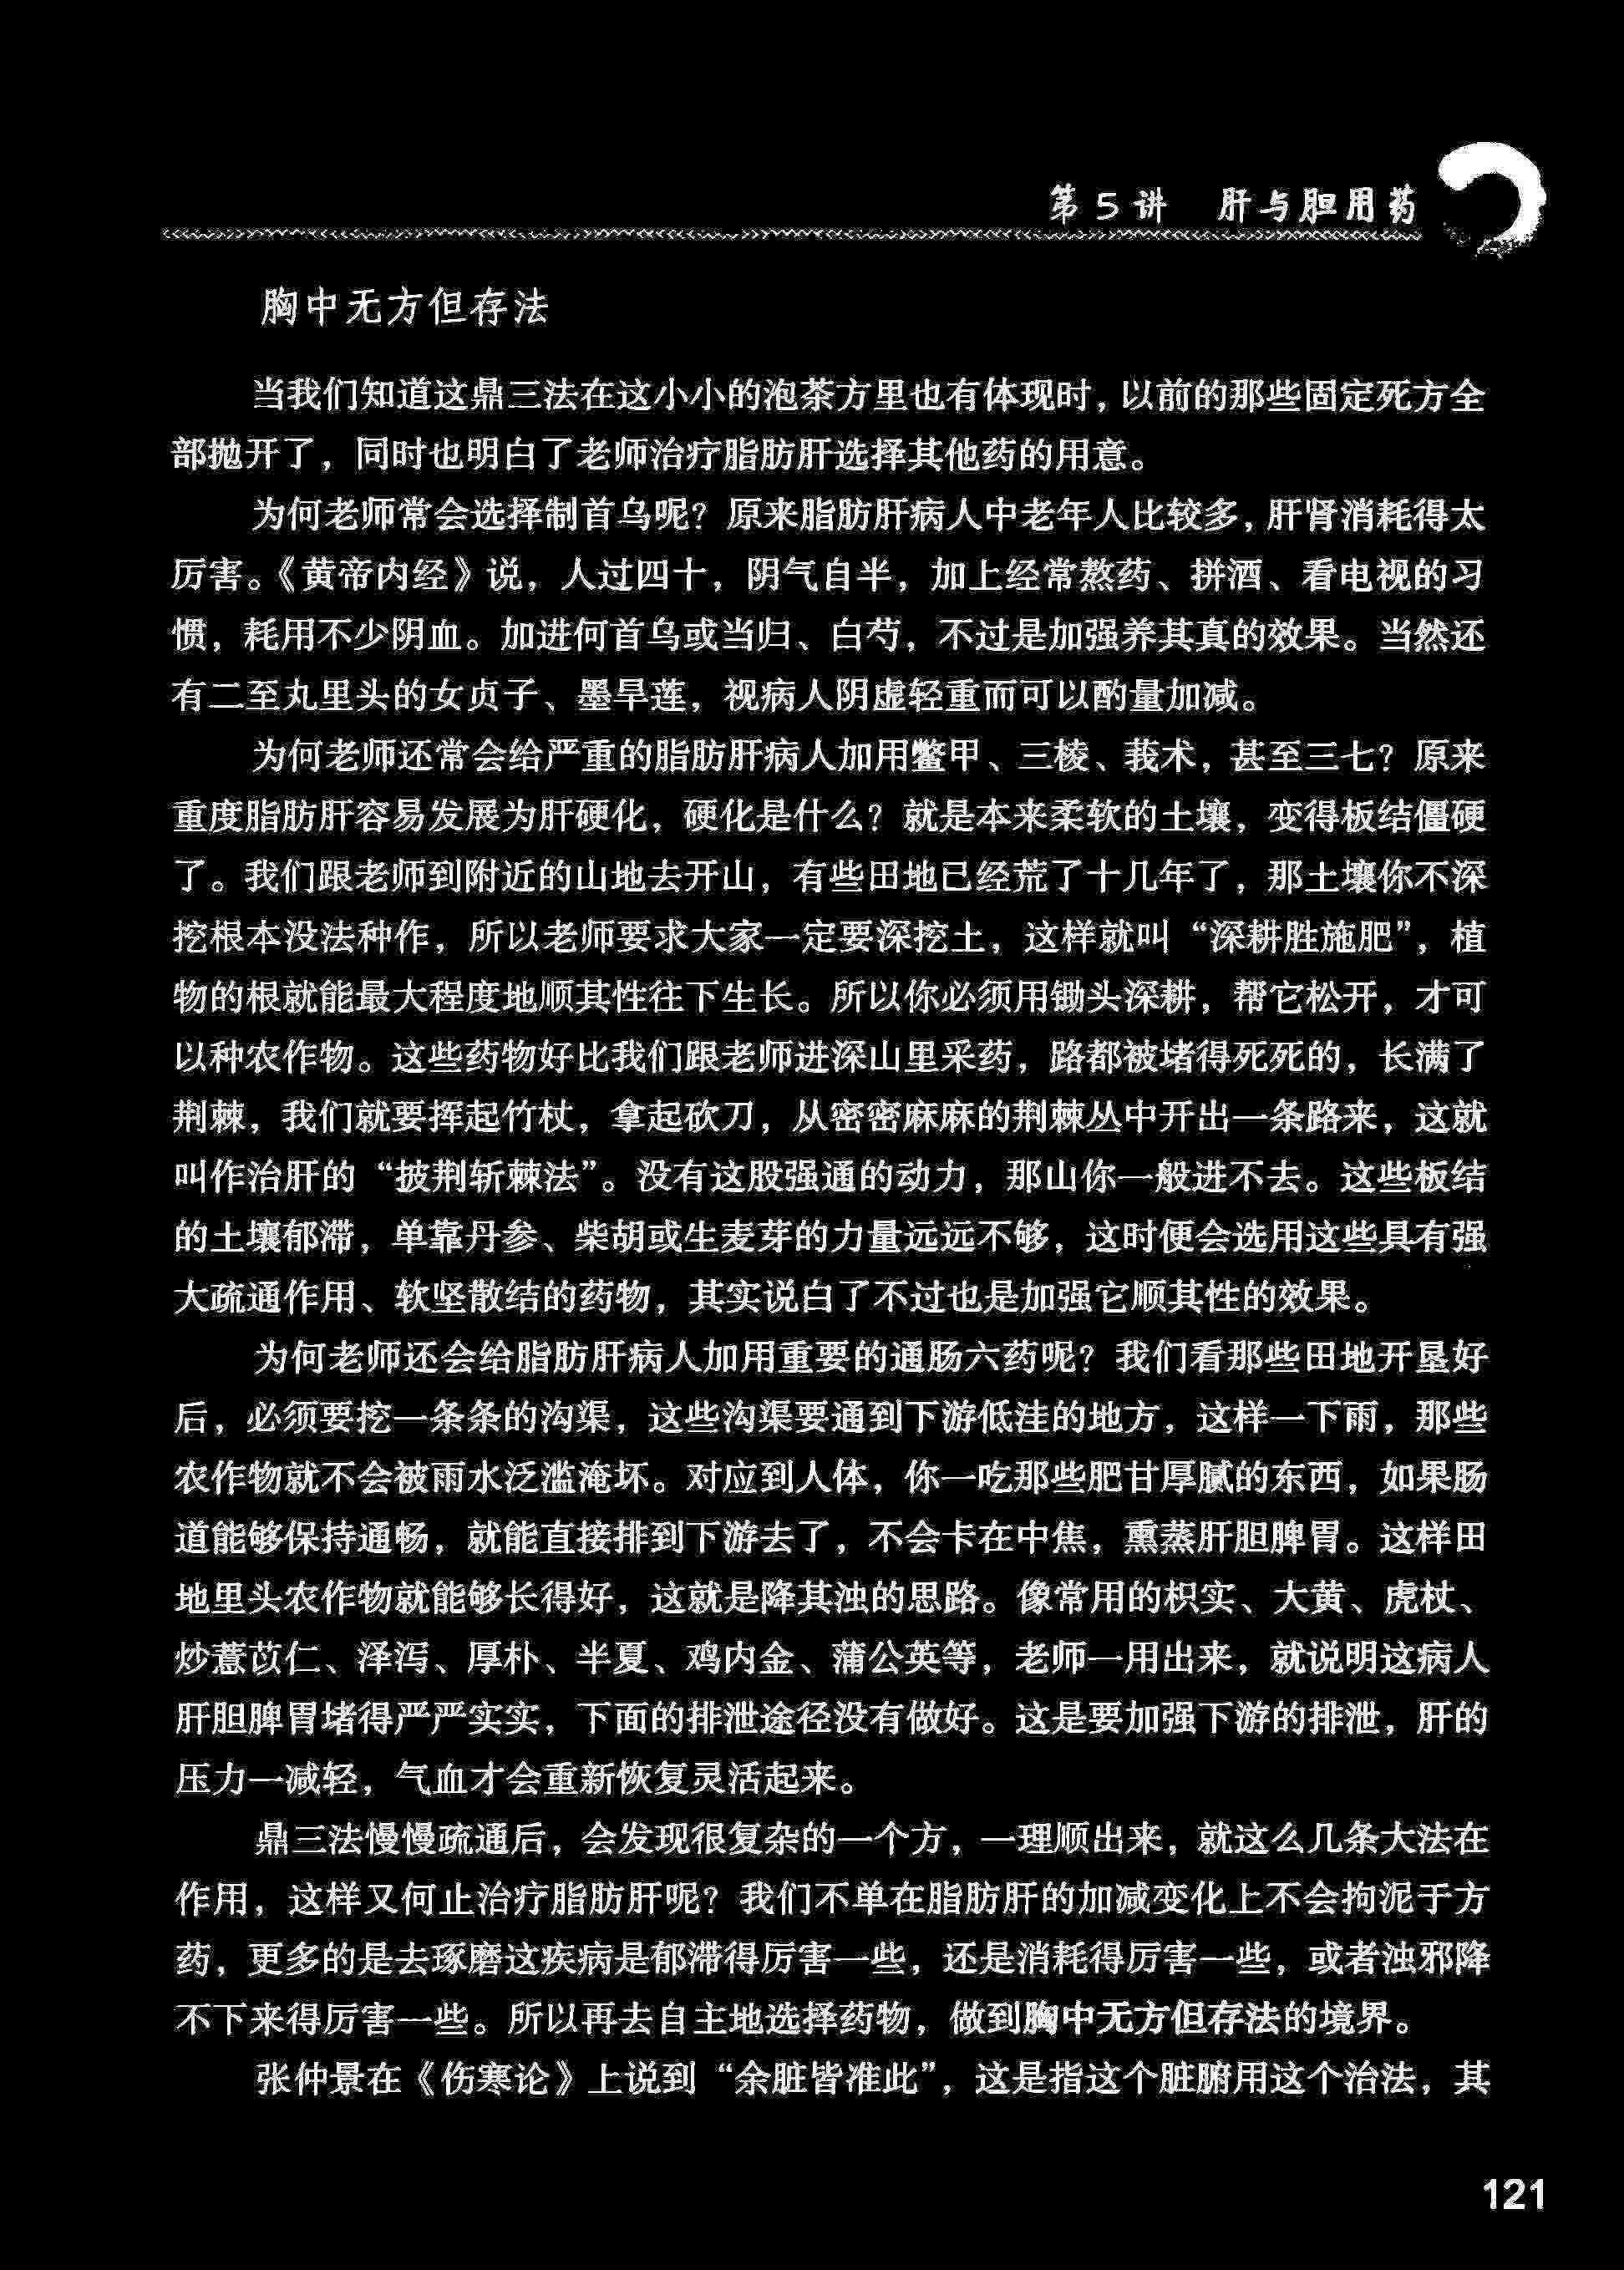 第5讲 肝与胆用药
胸中无方但存法
当我们知道这鼎三法在这小小的泡茶方里也有体现时，以前的那些固定死方全
部抛开了，同时也明白了老师治疗脂肪肝选择其他药的用意。
为何老师常会选择制首乌呢？原来脂肪肝病人中老年人比较多，肝肾消耗得太
厉害。《黄帝内经》说，人过四十，阴气自半，加上经常熬药、拼酒、看电视的习
惯，耗用不少阴血。加进何首乌或当归、白芍，不过是加强养其真的效果。当然还
有二至丸里头的女贞子、墨旱莲，视病人阴虚轻重而可以酌量加减。
为何老师还常会给严重的脂肪肝病人加用鳖甲、三棱、莪术，甚至三七？原来
重度脂肪肝容易发展为肝硬化，硬化是什么？就是本来柔软的土壤，变得板结僵硬
了。我们跟老师到附近的山地去开山，有些田地已经荒了十几年了，那土壤你不深
挖根本没法种作，所以老师要求大家一定要深挖土，这样就叫“深耕胜施肥”，植
物的根就能最大程度地顺其性往下生长。所以你必须用锄头深耕，帮它松开，才可
以种农作物。这些药物好比我们跟老师进深山里采药，路都被堵得死死的，长满了
荆棘，我们就要挥起竹杖，拿起砍刀，从密密麻麻的荆棘丛中开出一条路来，这就
叫作治肝的“披荆斩棘法”。没有这股强通的动力，那山你一般进不去。这些板结
的土壤郁滞，单靠丹参、柴胡或生麦芽的力量远远不够，这时便会选用这些具有强
大疏通作用、软坚散结的药物，其实说白了不过也是加强它顺其性的效果。
为何老师还会给脂肪肝病人加用重要的通肠六药呢？我们看那些田地开垦好
后，必须要挖一条条的沟渠，这些沟渠要通到下游低洼的地方，这样一下雨，那些
农作物就不会被雨水泛滥淹坏。对应到人体，你一吃那些肥甘厚腻的东西，如果肠
道能够保持通畅，就能直接排到下游去了，不会卡在中焦，熏蒸肝胆脾胃。这样田
地里头农作物就能够长得好，这就是降其浊的思路。像常用的枳实、大黄、虎杖、
炒薏苡仁、泽泻、厚朴、半夏、鸡内金、蒲公英等，老师一用出来，就说明这病人
肝胆脾胃堵得严严实实，下面的排泄途径没有做好。这是要加强下游的排泄，肝的
压力一减轻，气血才会重新恢复灵活起来。
鼎三法慢慢疏通后，会发现很复杂的一个方，一理顺出来，就这么几条大法在
作用，这样又何止治疗脂肪肝呢？我们不单在脂肪肝的加减变化上不会拘泥于方
药，更多的是去琢磨这疾病是郁滞得厉害一些，还是消耗得厉害一些，或者浊邪降
不下来得厉害一些。所以再去自主地选择药物，做到胸中无方但存法的境界。
张仲景在《伤寒论》上说到“余脏皆准此”，这是指这个脏腑用这个治法，其
121